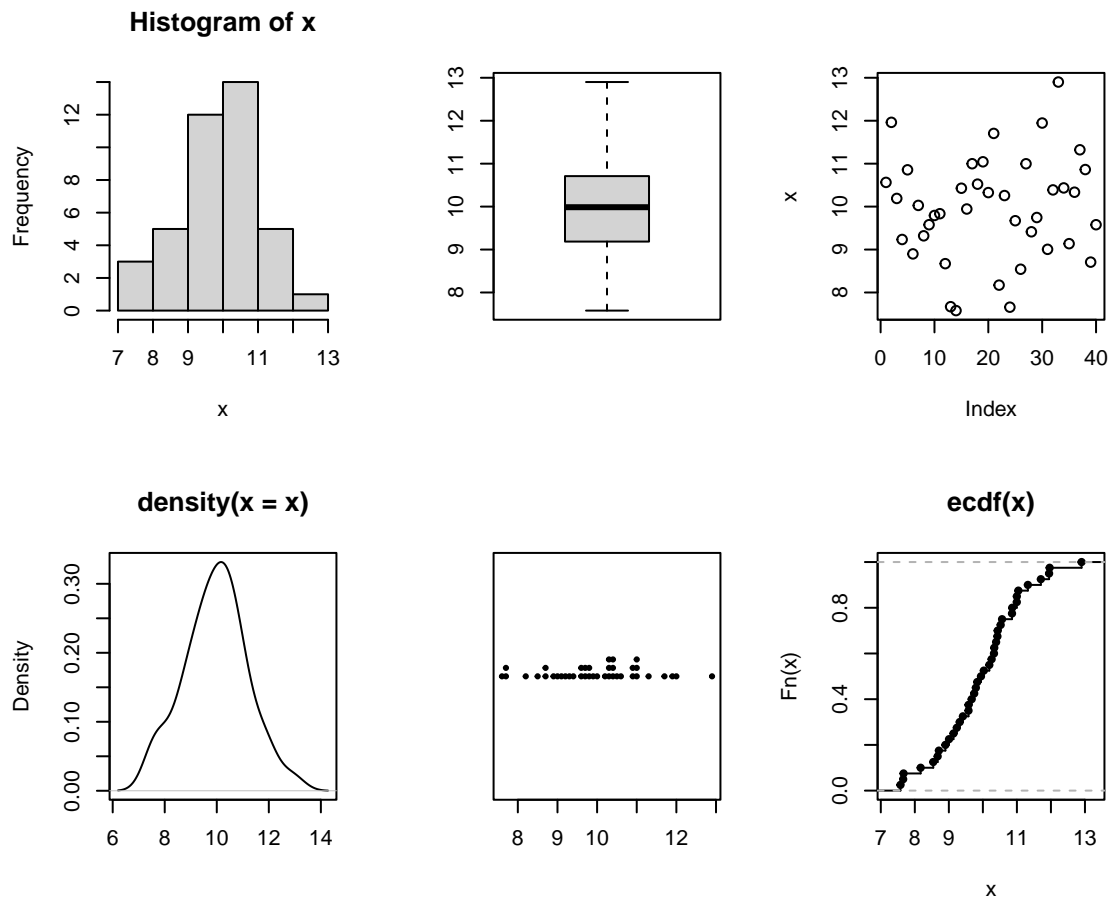 Histogram of x
Frequency
0 2 4 6 8 12
7 8 9 11 13
x
8 9 10 11 12 13
x
8 9 10 11 12 13
0 10 20 30 40
Index
density(x = x)
Density
0.00 0.10 0.20 0.30
6 8 10 12 14
8 10 12
ecdf(x)
Fn(x)
0.0 0.4 0.8
7 8 9 11 13
x